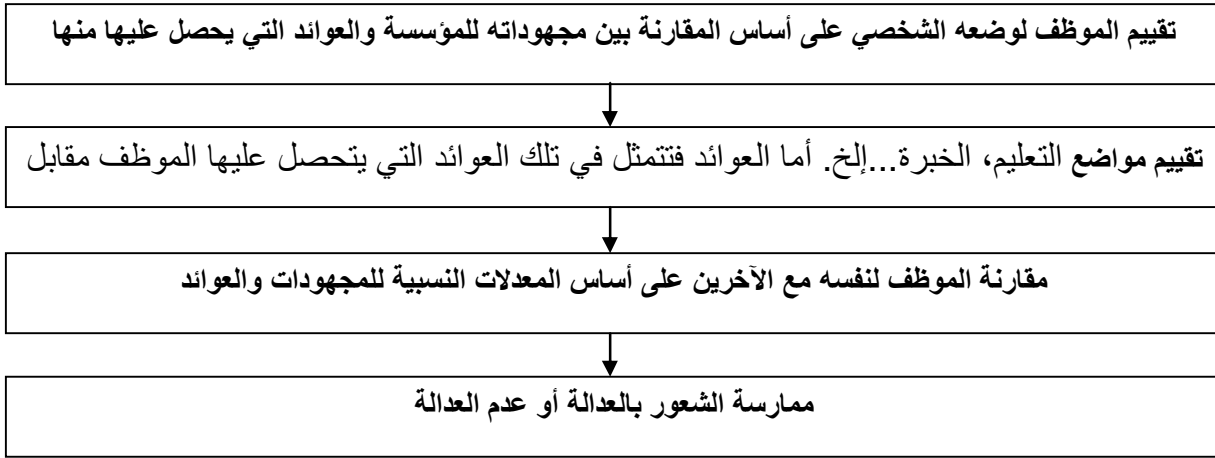 تقييم الموظف لوضعه الشخصي على أساس المقارنة بين مجهوداته للمؤسسة والعوائد التي يحصل عليها منها
تقييم مواضع التعليم، الخبرة...إلخ. أما العوائد فتتمثل في تلك العوائد التي يتحصل عليها الموظف مقابل
مقارنة الموظف لنفسه مع الآخرين على أساس المعدلات النسبية للمجهودات والعوائد
ممارسة الشعور بالعدالة أو عدم العدالة